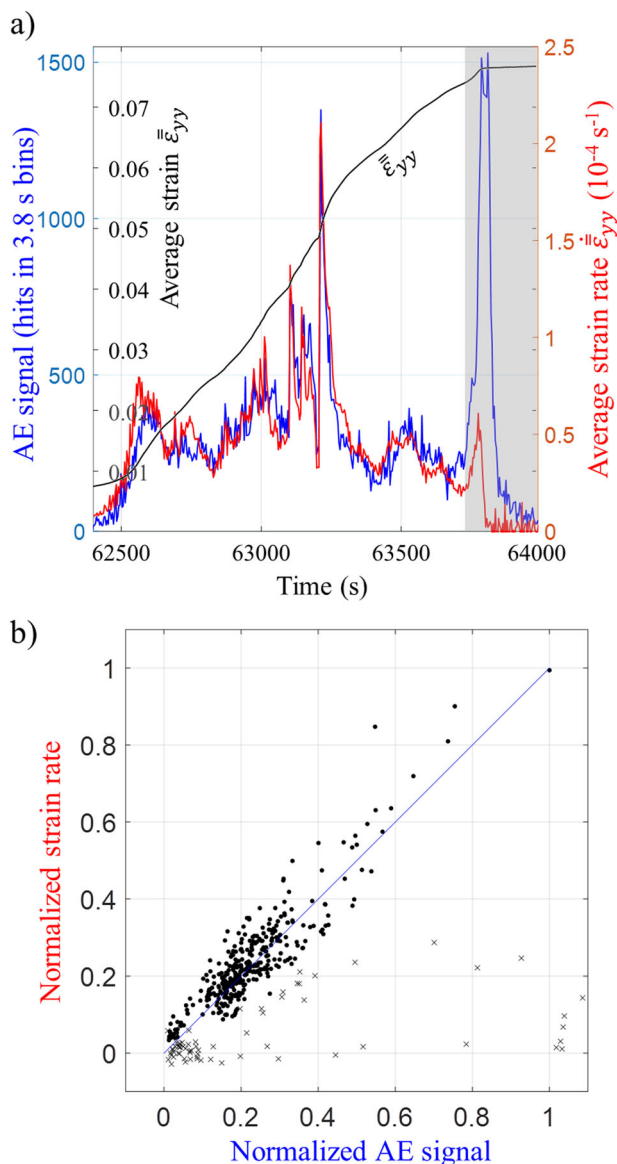 a)
AE signal (hits in 3.8 s bins)
1500
1000
500
0
Average strain ε̿yy
0.07
0.06
0.05
0.04
0.03
0.02
0.01
ε̿yy
2.5
2
1.5
1
0.5
0
Average strain rate ε̿̇yy (10⁻⁴ s⁻¹)
62500 63000 63500 64000
Time (s)
b)
Normalized strain rate
1
0.8
0.6
0.4
0.2
0
0 0.2 0.4 0.6 0.8 1
Normalized AE signal